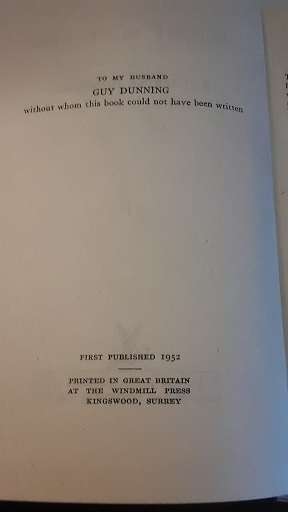 TO MY HUSBAND
GUY DUNNING
without whom this book could not have been written
FIRST PUBLISHED 1952
PRINTED IN GREAT BRITAIN
AT THE WINDMILL PRESS
KINGSWOOD, SURREY